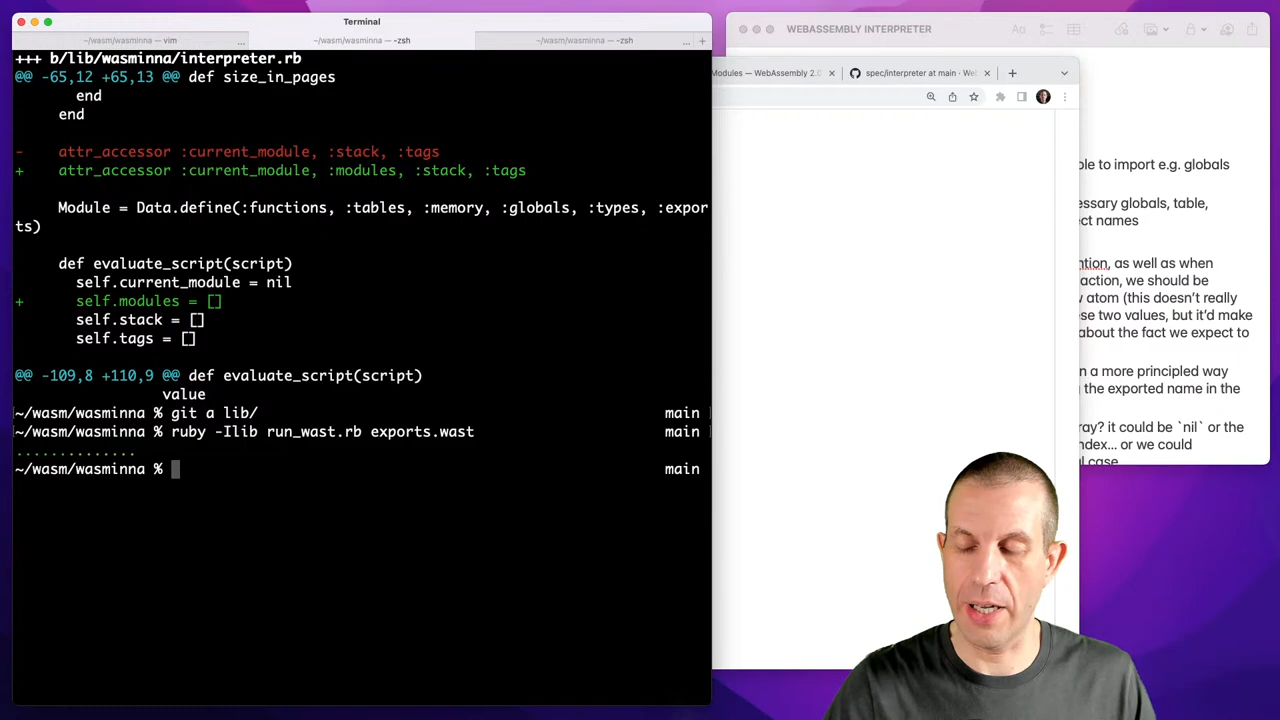 Terminal
~/wasm/wasminna — vim
...
~/wasm/wasminna — -zsh
~/wasm/wasminna — -zsh
...
+++ b/lib/wasminna/interpreter.rb
@@ -65,12 +65,13 @@ def size_in_pages
end
end
- attr_accessor :current_module, :stack, :tags
+ attr_accessor :current_module, :modules, :stack, :tags
Module = Data.define(:functions, :tables, :memory, :globals, :types, :expor
ts)
def evaluate_script(script)
self.current_module = nil
+ self.modules = []
self.stack = []
self.tags = []
@@ -109,8 +110,9 @@ def evaluate_script(script)
value
~/wasm/wasminna % git a lib/ main
~/wasm/wasminna % ruby -Ilib run_wast.rb exports.wast main
..............
~/wasm/wasminna % main
WEBASSEMBLY INTERPRETER
Aa
Modules — WebAssembly 2.0
spec/interpreter at main · We
ble to import e.g. globals
essary globals, table,
ect names
ntion, as well as when
action, we should be
w atom (this doesn't really
ese two values, but it'd make
about the fact we expect to
n a more principled way
g the exported name in the
ray? it could be `nil` or the
ndex... or we could
al case